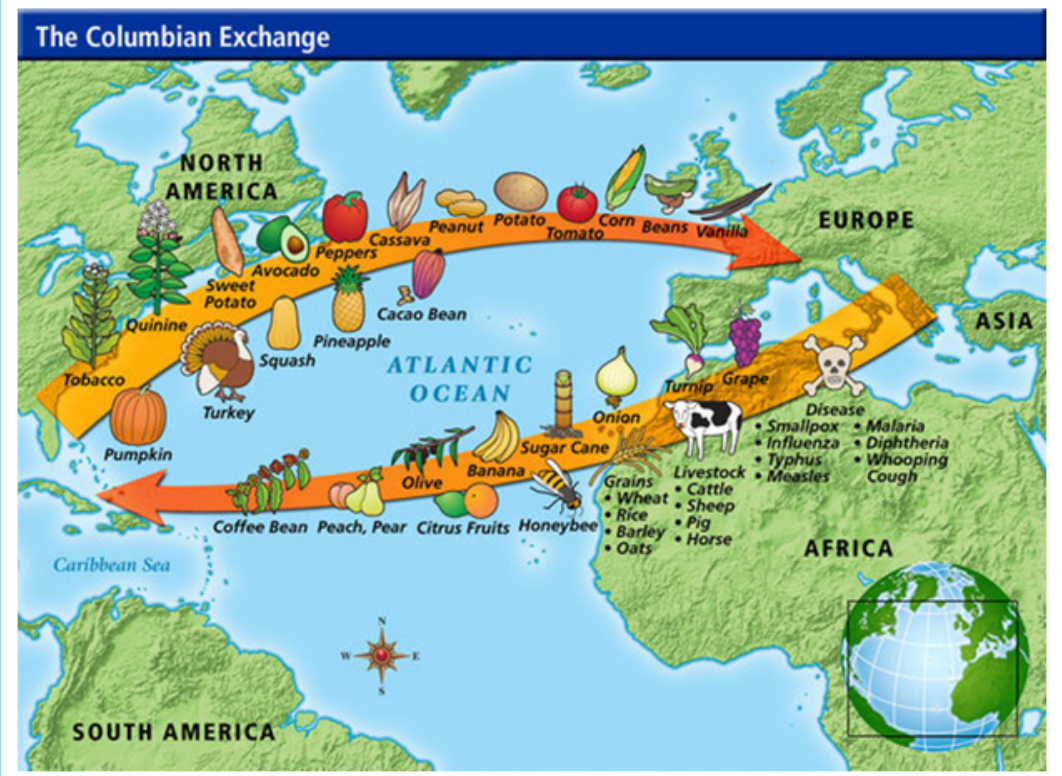 The Columbian Exchange
NORTH
AMERICA
EUROPE
ASIA
AFRICA
SOUTH AMERICA
ATLANTIC
OCEAN
Caribbean Sea
Tobacco
Quinine
Sweet
Potato
Avocado
Peppers
Cassava
Peanut
Potato
Tomato
Corn
Beans
Vanilla
Pumpkin
Turkey
Squash
Pineapple
Cacao Bean
Coffee Bean
Peach, Pear
Olive
Citrus Fruits
Banana
Honeybee
Sugar Cane
Onion
Grains
• Wheat
• Rice
• Barley
• Oats
Turnip
Grape
Livestock
• Cattle
• Sheep
• Pig
• Horse
Disease
• Smallpox
• Influenza
• Typhus
• Measles
• Malaria
• Diphtheria
• Whooping
Cough
N
W
E
S